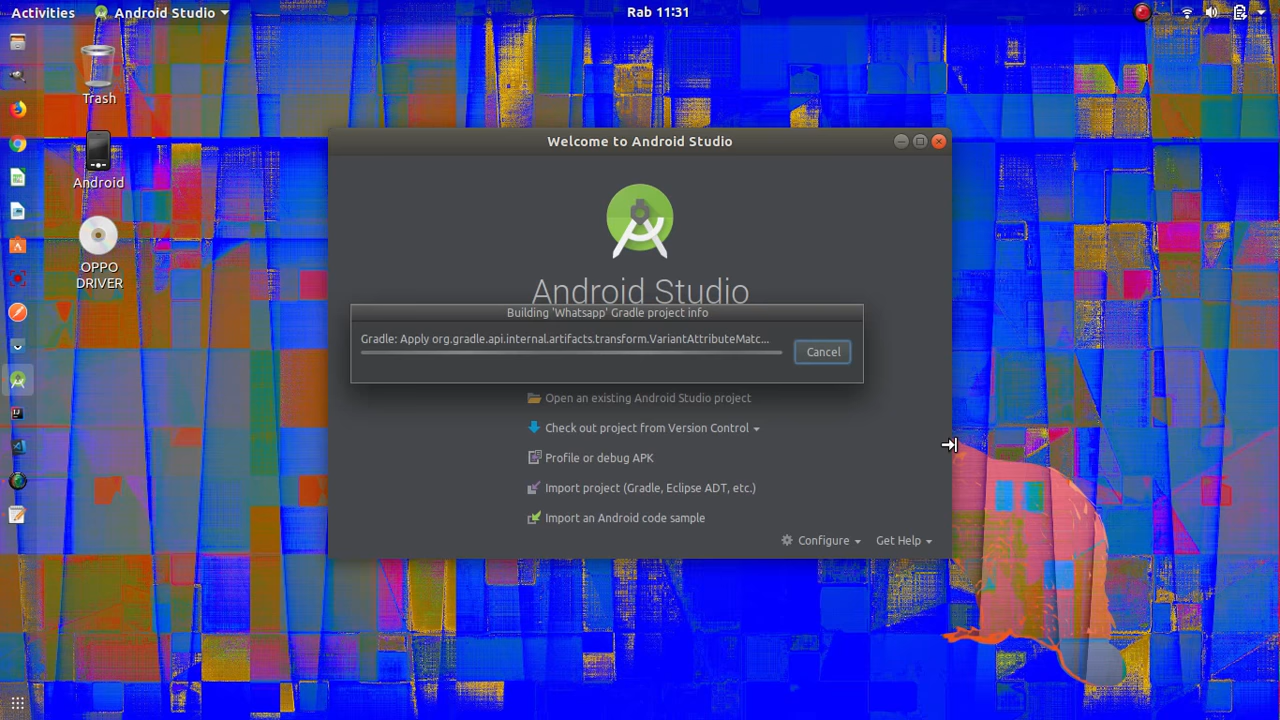 Activities
Android Studio
Rab 11:31
Trash
Android
OPPO
DRIVER
Welcome to Android Studio
Android Studio
Building 'Whatsapp' Gradle project info
Gradle: Apply org.gradle.api.internal.artifacts.transform.VariantAttributeMatc...
Cancel
Open an existing Android Studio project
Check out project from Version Control
Profile or debug APK
Import project (Gradle, Eclipse ADT, etc.)
Import an Android code sample
Configure
Get Help